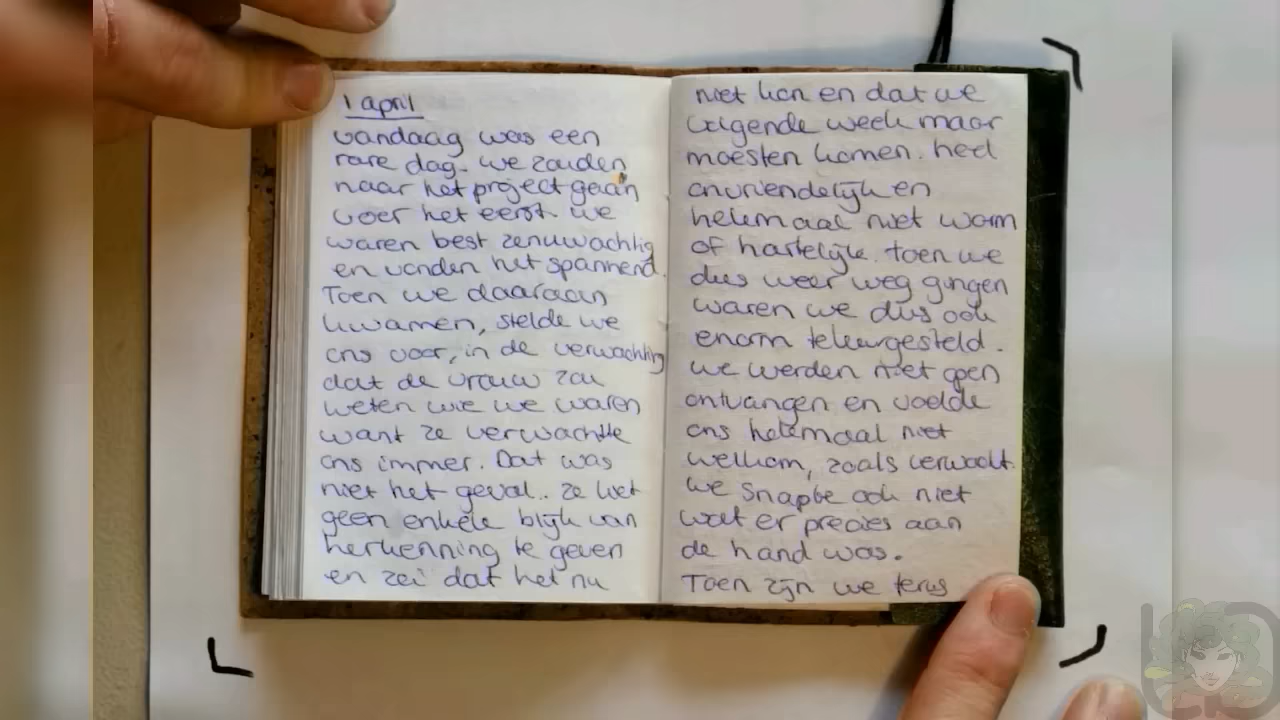 1 april
vandaag was een
rare dag. we zouden
naar het project gaan
voor het eerst. we
waren best zenuwachtig
en vonden het spannend.
Toen we daaraan
kwamen, stelde we
ons voor, in de verwachting
dat de vrouw zou
weten wie we waren
want ze verwachtte
ons immer. Dat was
niet het geval.. ze liet
geen enkele blijk van
herkenning te geven
en zei dat het nu
niet kon en dat we
volgende week maar
moesten komen. heel
onvriendelijk en
helemaal niet warm
of hartelijk. toen we
dus weer weg gingen
waren we dus ook
enorm teleurgesteld.
we werden niet open
ontvangen en voelde
ons helemaal niet
welkom, zoals verwacht.
we snapte ook niet
wat er precies aan
de hand was.
Toen zijn we terug